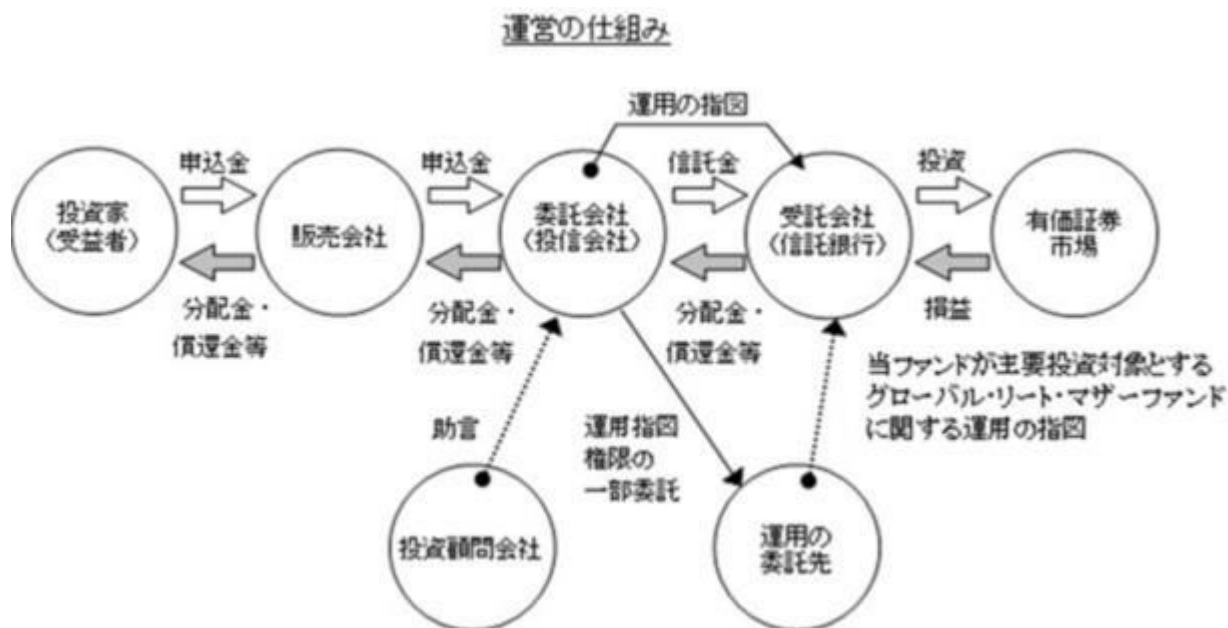 運営の仕組み
運用の指図
申込金
申込金
信託金
投資
投資家
〈受益者〉
販売会社
委託会社
〈投信会社〉
受託会社
〈信託銀行〉
有価証券
市場
分配金・
償還金等
分配金・
償還金等
分配金・
償還金等
損益
当ファンドが主要投資対象とする
グローバル・リート・マザーファンド
に関する運用の指図
助言
運用指図
権限の
一部委託
投資顧問会社
運用の
委託先